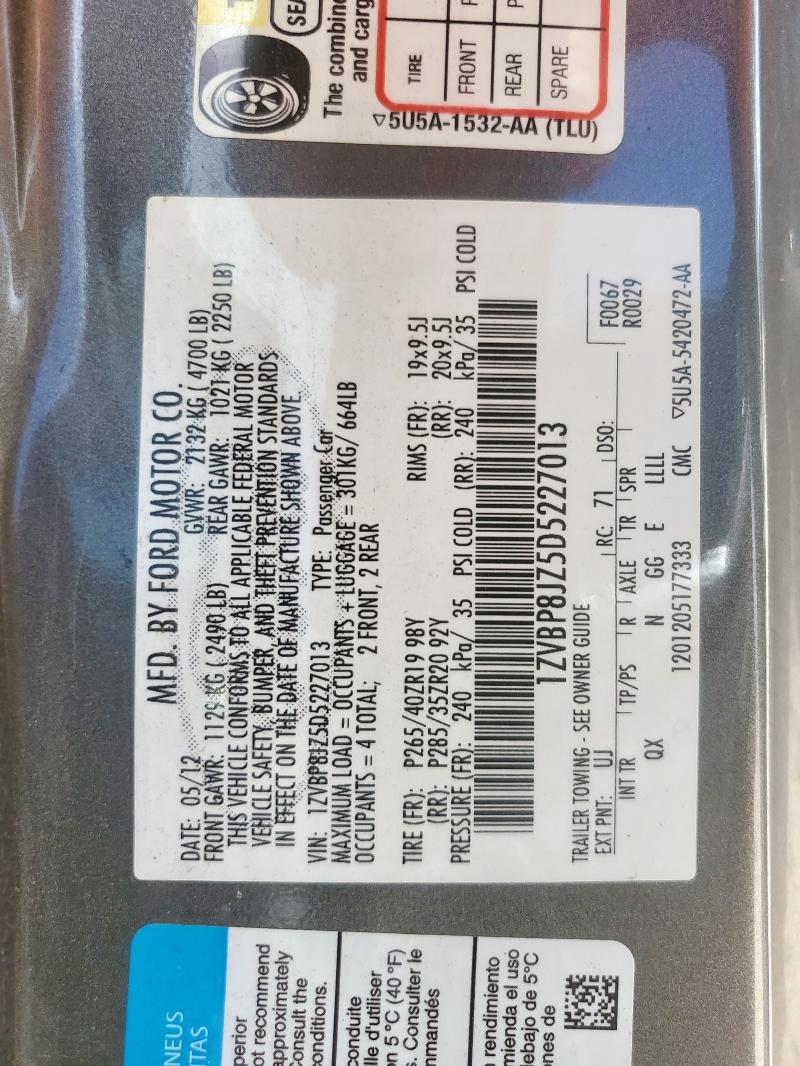 SEA
The combine
and carg
TIRE
FRONT
REAR
SPARE
▽5U5A-1532-AA (TLU)
MFD. BY FORD MOTOR CO.
DATE: 05/12 GVWR: 2132 KG ( 4700 LB)
FRONT GAWR: 1129 KG ( 2490 LB) REAR GAWR: 1021 KG ( 2250 LB)
THIS VEHICLE CONFORMS TO ALL APPLICABLE FEDERAL MOTOR
VEHICLE SAFETY, BUMPER, AND THEFT PREVENTION STANDARDS
IN EFFECT ON THE DATE OF MANUFACTURE SHOWN ABOVE.
VIN: 1ZVBP8JZ5D5227013 TYPE: Passenger Car
MAXIMUM LOAD = OCCUPANTS + LUGGAGE = 301KG/ 664LB
OCCUPANTS = 4 TOTAL; 2 FRONT, 2 REAR
TIRE (FR): P265/40ZR19 98Y RIMS (FR): 19x9.5J
(RR): P285/35ZR20 92Y (RR): 20x9.5J
PRESSURE (FR): 240 kPa/ 35 PSI COLD (RR): 240 kPa/ 35 PSI COLD
1ZVBP8JZ5D5227013
TRAILER TOWING - SEE OWNER GUIDE
EXT PNT: UJ RC: 71 DSO: F0067
R0029
INT TR TP/PS R AXLE TR SPR
QX N GG E LLLL
1201205177333 CMC ▽5U5A-5420472-AA
NEUS
TAS
perior
ot recommend
approximately
Consult the
conditions.
conduite
lle d'utiliser
on 5°C (40 °F)
s. Consulter le
mmandés
rendimiento
mienda el uso
debajo de 5°C
ones de